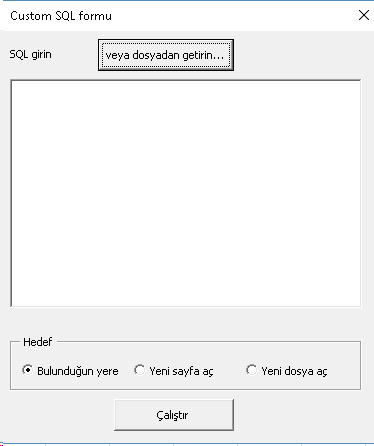 Custom SQL formu
SQL girin veya dosyadan getirin...
Hedef
Bulunduğun yere Yeni sayfa aç Yeni dosya aç
Çalıştır